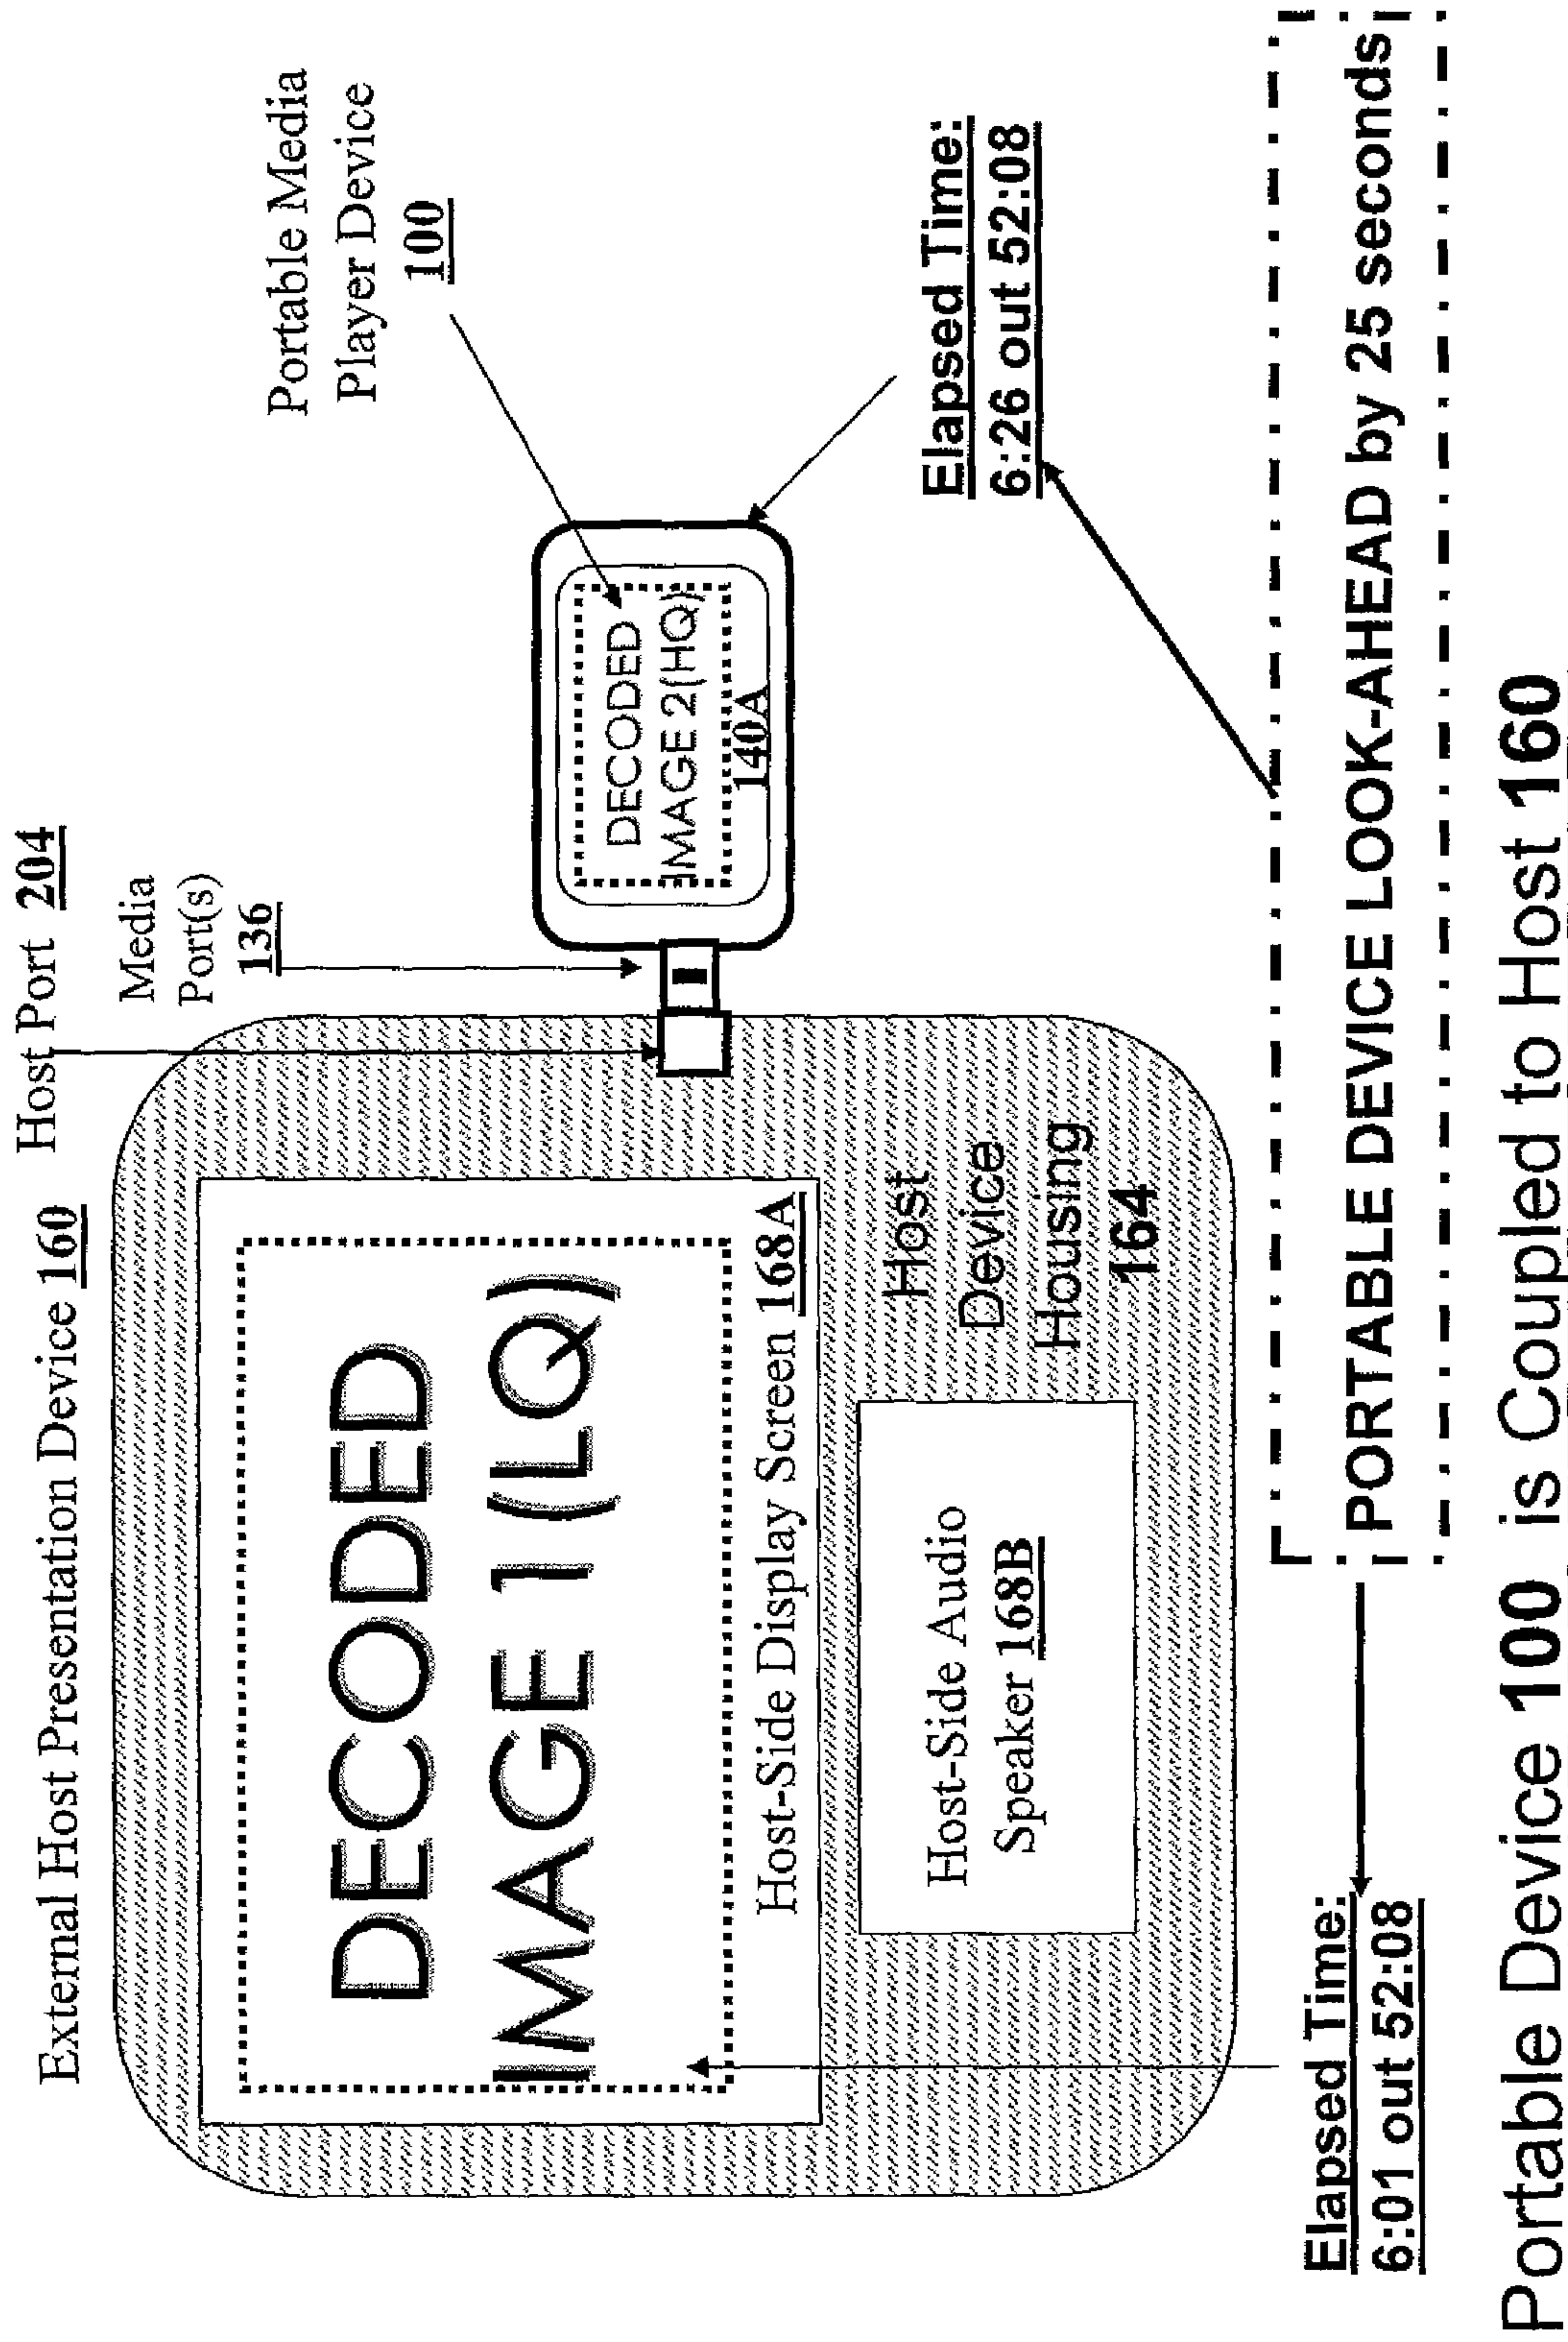 External Host Presentation Device 160
Host Port 204
Media
Port(s)
136
Portable Media
Player Device
100
DECODED
IMAGE 1 (LQ)
Host-Side Display Screen 168A
Host-Side Audio
Speaker 168B
Host
Device
Housing
164
DECODED
IMAGE 2(HQ)
140A
Elapsed Time:
6:26 out 52:08
Elapsed Time:
6:01 out 52:08
PORTABLE DEVICE LOOK-AHEAD by 25 seconds
Portable Device 100 is Coupled to Host 160